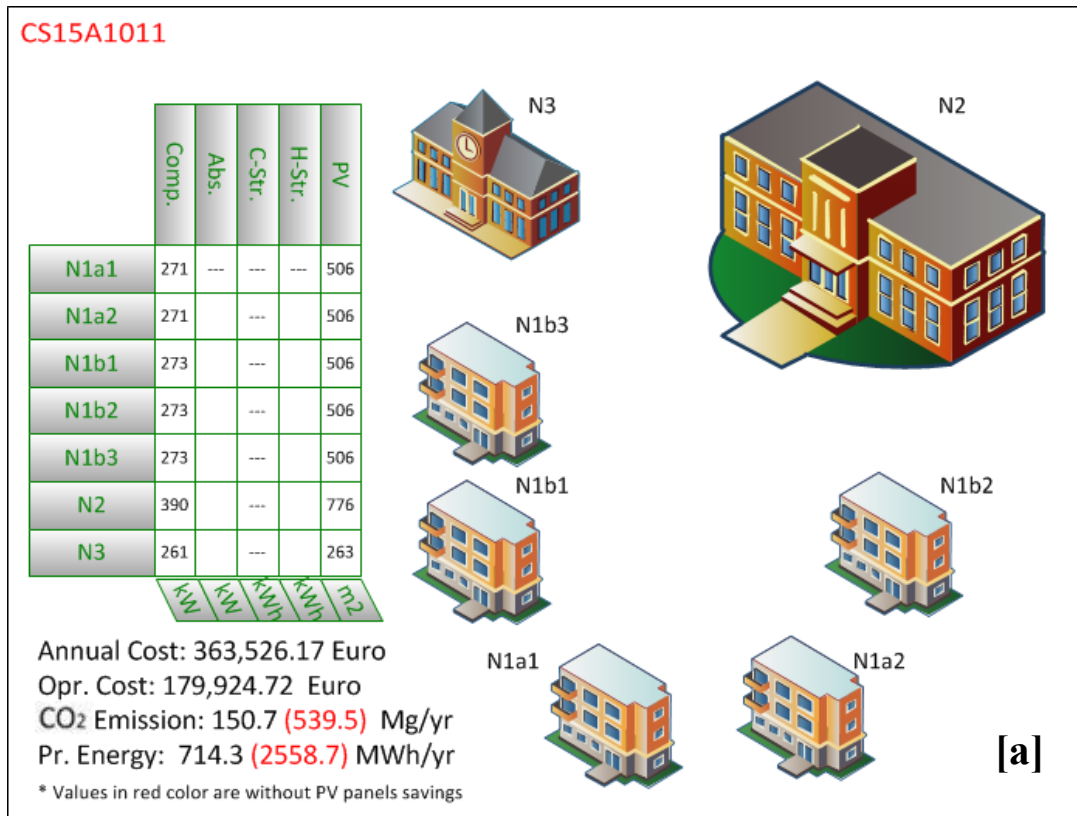 CS15A1011
Comp. Abs. C-Str. H-Str. PV
N1a1 271 --- --- --- 506
N1a2 271 --- 506
N1b1 273 --- 506
N1b2 273 --- 506
N1b3 273 --- 506
N2 390 --- 776
N3 261 --- 263
kW kW kWh kWh m2
N3
N2
N1b3
N1b1
N1b2
N1a1
N1a2
Annual Cost: 363,526.17 Euro
Opr. Cost: 179,924.72 Euro
CO2 Emission: 150.7 (539.5) Mg/yr
Pr. Energy: 714.3 (2558.7) MWh/yr
* Values in red color are without PV panels savings
[a]